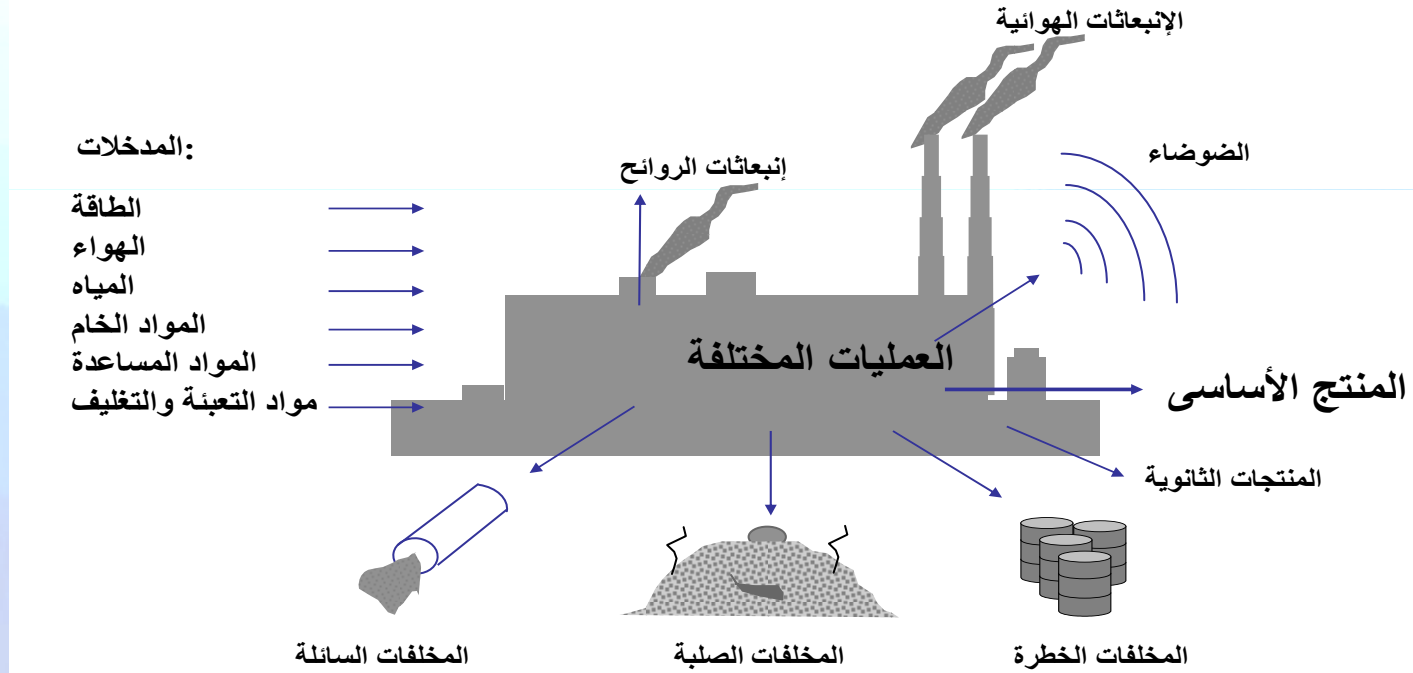 الإنبعاثات الهوائية
المدخلات:
الضوضاء
إنبعاثات الروائح
الطاقة
الهواء
المياه
المواد الخام
المواد المساعدة
مواد التعبئة والتغليف
العمليات المختلفة
المنتج الأساسى
المنتجات الثانوية
المخلفات السائلة
المخلفات الصلبة
المخلفات الخطرة